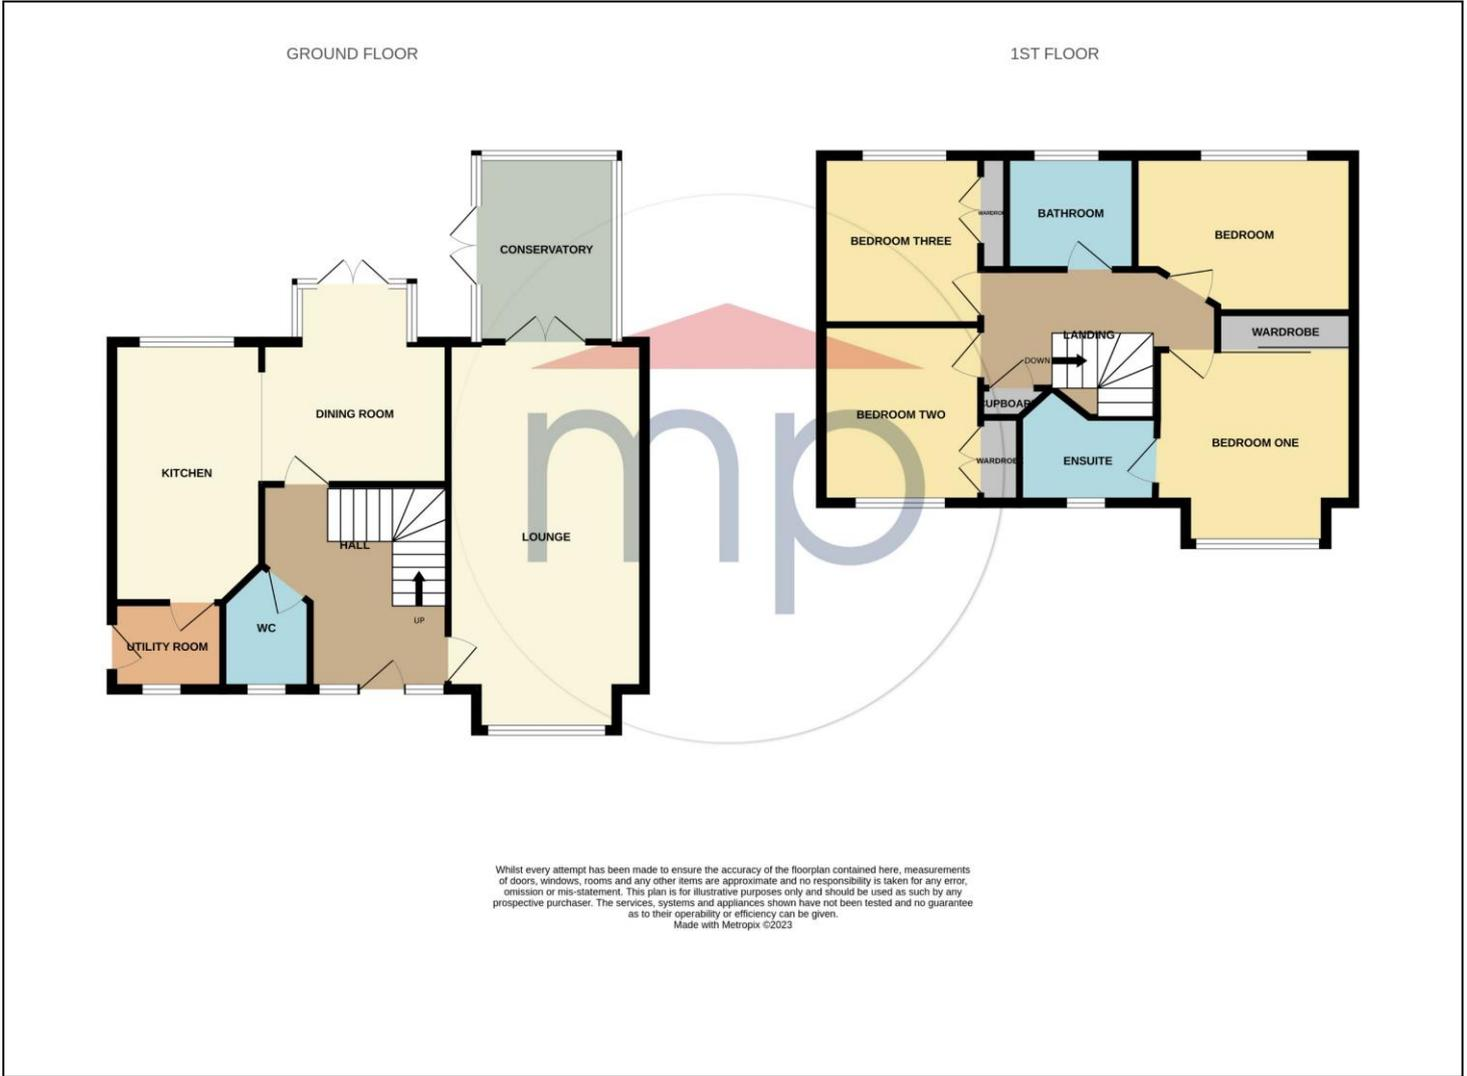 GROUND FLOOR
1ST FLOOR
CONSERVATORY
DINING ROOM
KITCHEN
LOUNGE
HALL
UP
WC
UTILITY ROOM
BEDROOM THREE
WARDROB
BATHROOM
BEDROOM
LANDING
DOWN
WARDROBE
CUPBOARD
BEDROOM TWO
WARDROBE
ENSUITE
BEDROOM ONE
mp
Whilst every attempt has been made to ensure the accuracy of the floorplan contained here, measurements
of doors, windows, rooms and any other items are approximate and no responsibility is taken for any error,
omission or mis-statement. This plan is for illustrative purposes only and should be used as such by any
prospective purchaser. The services, systems and appliances shown have not been tested and no guarantee
as to their operability or efficiency can be given.
Made with Metropix ©2023